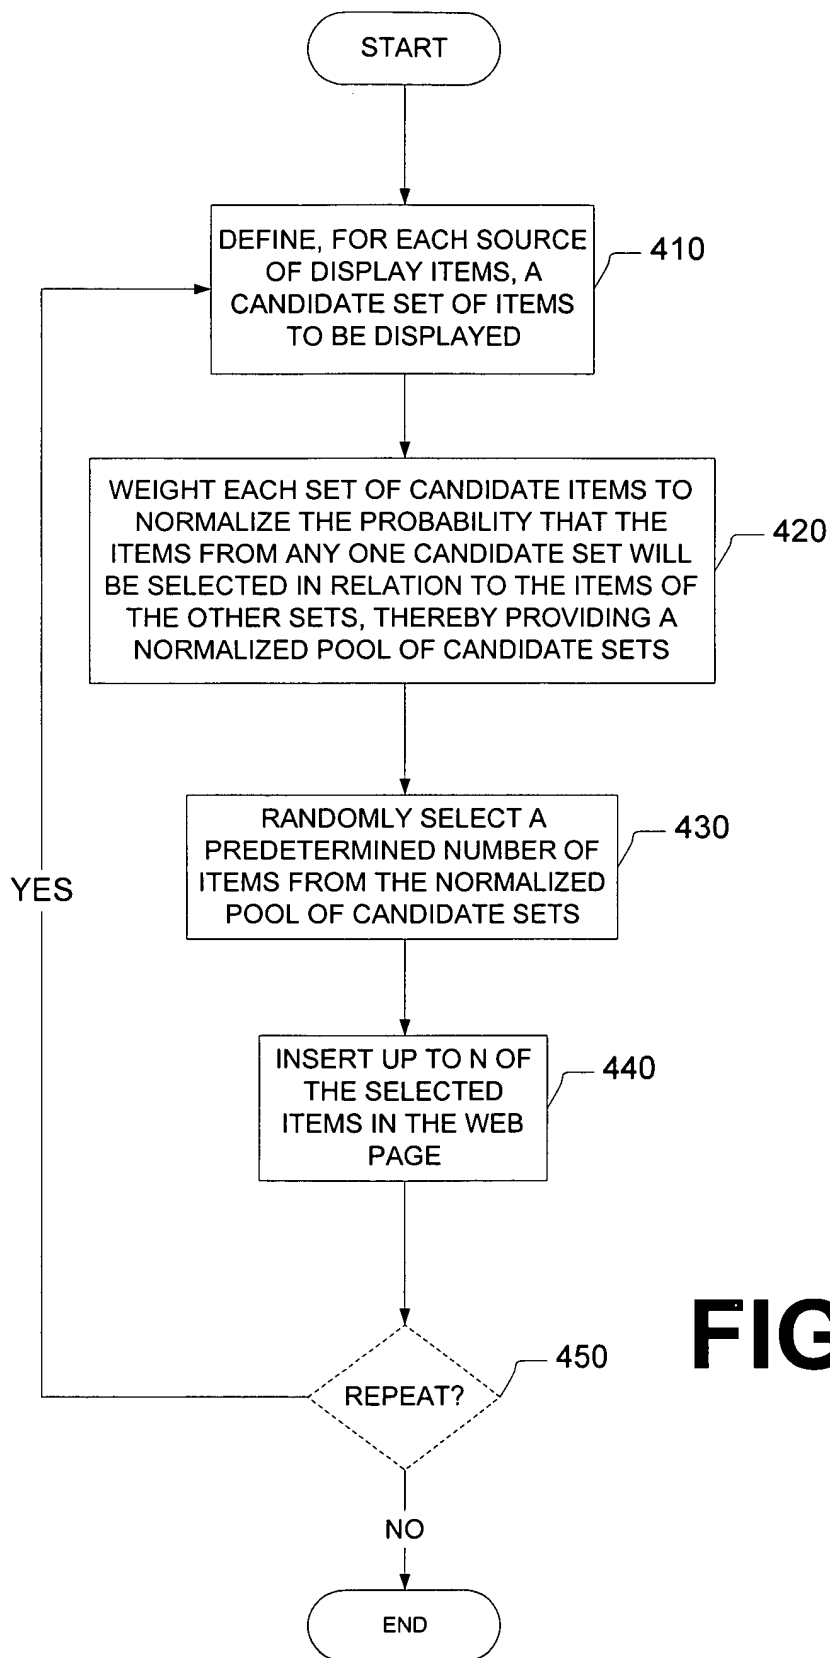 START
DEFINE, FOR EACH SOURCE
OF DISPLAY ITEMS, A
CANDIDATE SET OF ITEMS
TO BE DISPLAYED
410
WEIGHT EACH SET OF CANDIDATE ITEMS TO
NORMALIZE THE PROBABILITY THAT THE
ITEMS FROM ANY ONE CANDIDATE SET WILL
BE SELECTED IN RELATION TO THE ITEMS OF
THE OTHER SETS, THEREBY PROVIDING A
NORMALIZED POOL OF CANDIDATE SETS
420
RANDOMLY SELECT A
PREDETERMINED NUMBER OF
ITEMS FROM THE NORMALIZED
POOL OF CANDIDATE SETS
430
YES
INSERT UP TO N OF
THE SELECTED
ITEMS IN THE WEB
PAGE
440
FIG
REPEAT?
450
NO
END